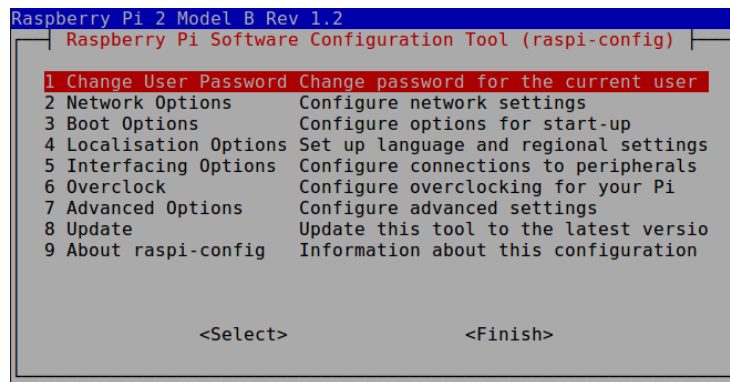 Raspberry Pi 2 Model B Rev 1.2
Raspberry Pi Software Configuration Tool (raspi-config)
1 Change User Password Change password for the current user
2 Network Options Configure network settings
3 Boot Options Configure options for start-up
4 Localisation Options Set up language and regional settings
5 Interfacing Options Configure connections to peripherals
6 Overclock Configure overclocking for your Pi
7 Advanced Options Configure advanced settings
8 Update Update this tool to the latest versio
9 About raspi-config Information about this configuration
<Select> <Finish>